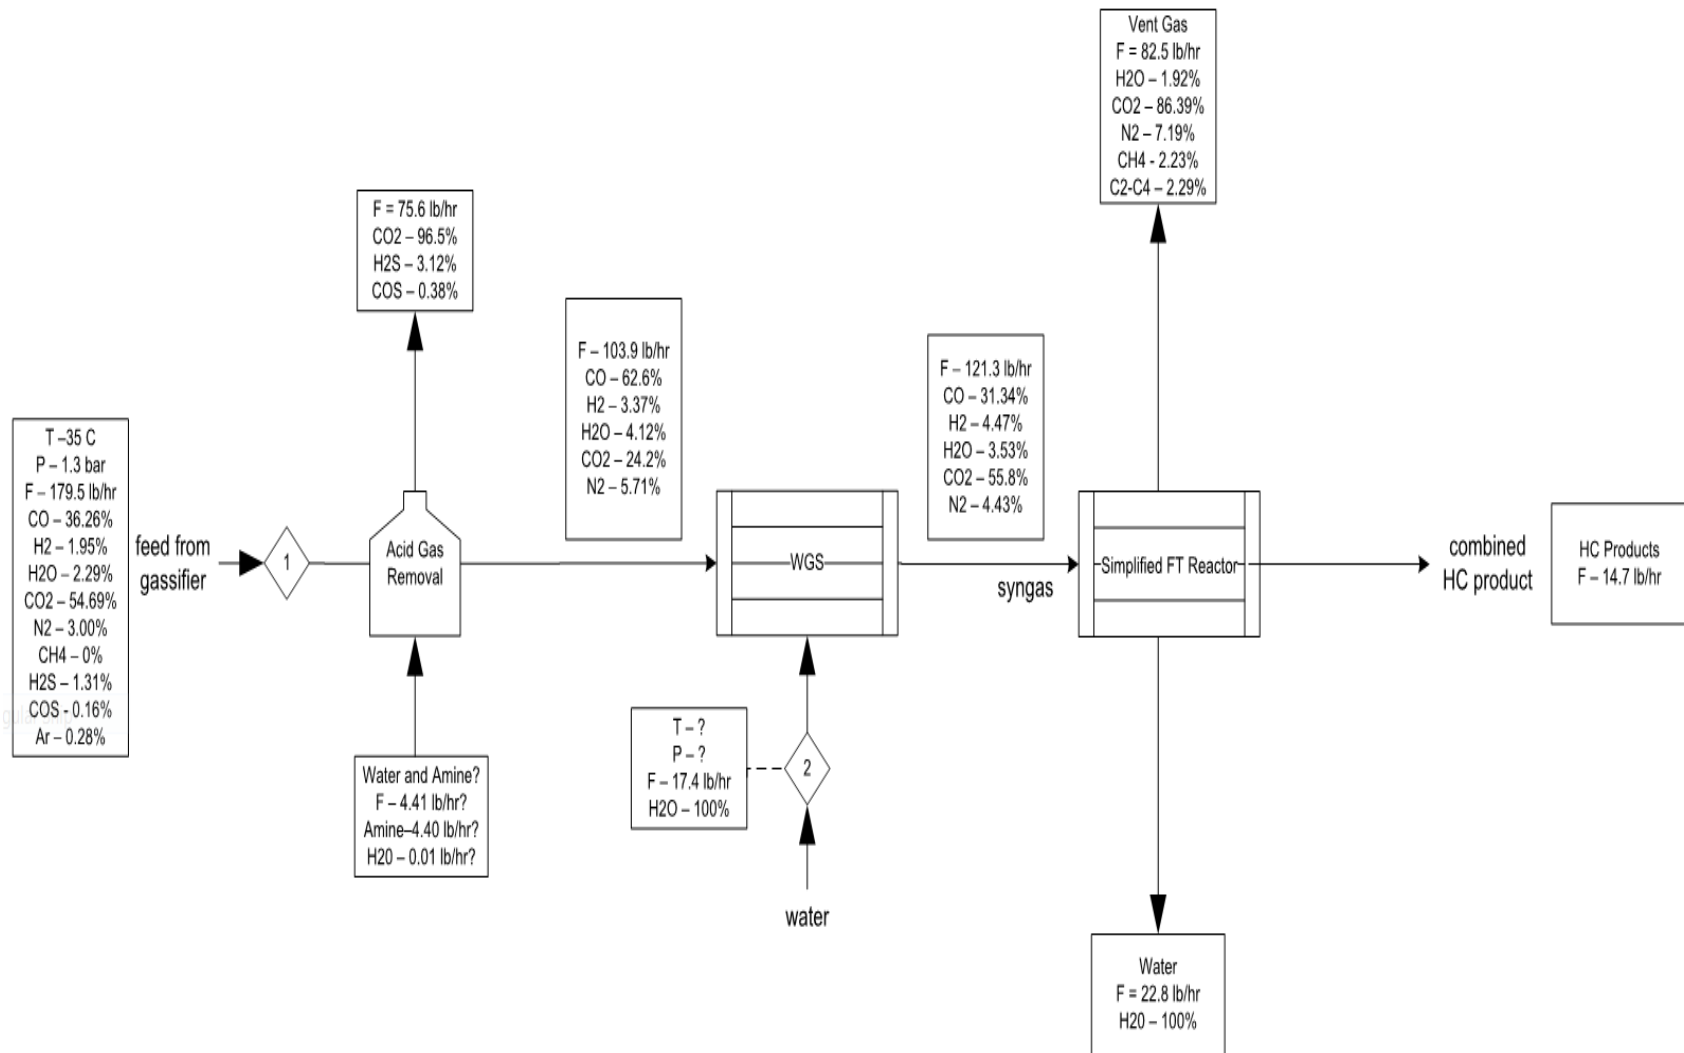 Vent Gas
F = 82.5 lb/hr
H2O – 1.92%
CO2 – 86.39%
N2 – 7.19%
CH4 - 2.23%
C2-C4 – 2.29%
F = 75.6 lb/hr
CO2 – 96.5%
H2S – 3.12%
COS – 0.38%
F – 103.9 lb/hr
CO – 62.6%
H2 – 3.37%
H2O – 4.12%
CO2 – 24.2%
N2 – 5.71%
F – 121.3 lb/hr
CO – 31.34%
H2 – 4.47%
H2O – 3.53%
CO2 – 55.8%
N2 – 4.43%
T –35 C
P – 1.3 bar
F – 179.5 lb/hr
CO – 36.26%
H2 – 1.95%
H2O – 2.29%
CO2 – 54.69%
N2 – 3.00%
CH4 – 0%
H2S – 1.31%
COS - 0.16%
Ar – 0.28%
feed from
gassifier
1
Acid Gas
Removal
WGS
syngas
Simplified FT Reactor
combined
HC product
HC Products
F – 14.7 lb/hr
Water and Amine?
F – 4.41 lb/hr?
Amine–4.40 lb/hr?
H20 – 0.01 lb/hr?
T – ?
P – ?
F – 17.4 lb/hr
H2O – 100%
2
water
Water
F = 22.8 lb/hr
H20 – 100%